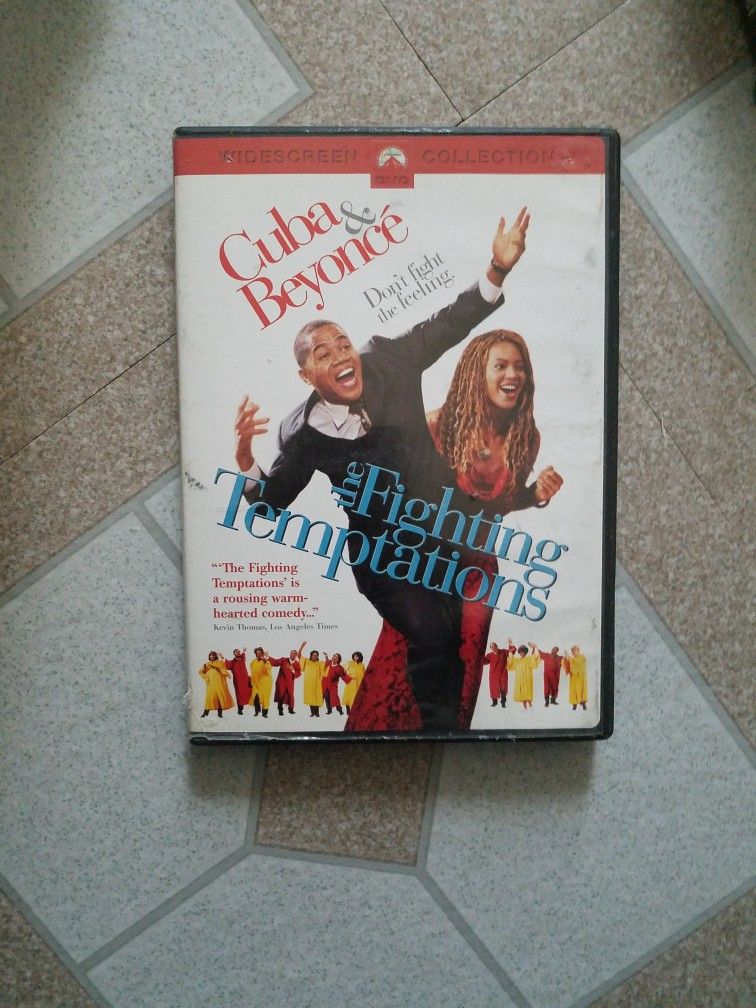 WIDESCREEN DVD COLLECTION
Cuba &
Beyoncé
Don't fight
the feeling.
the Fighting
Temptations
"'The Fighting
Temptations' is
a rousing warm-
hearted comedy..."
Kevin Thomas, Los Angeles Times